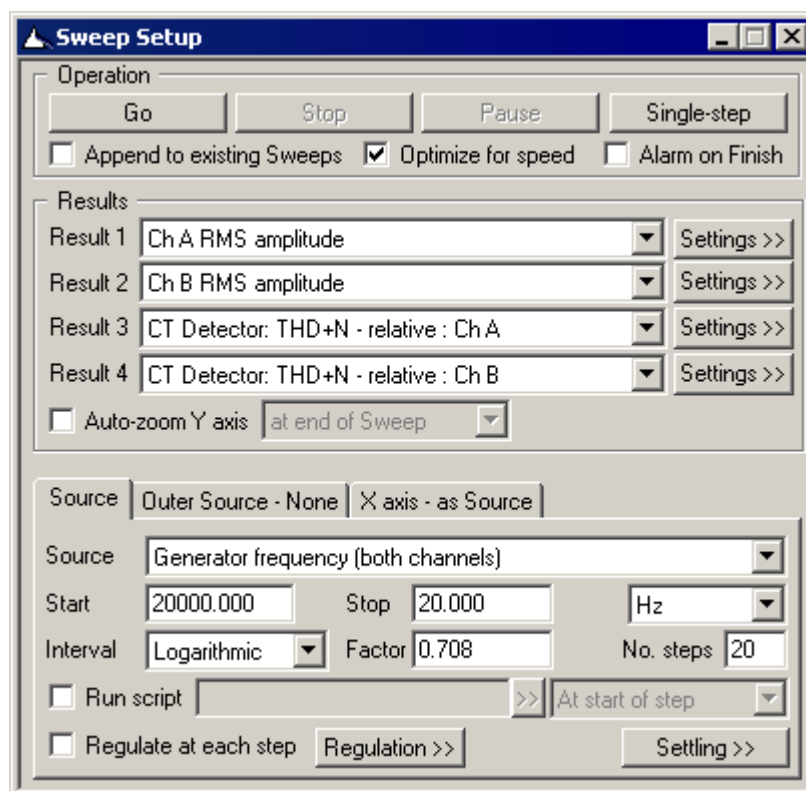 Sweep Setup
Operation
Go Stop Pause Single-step
Append to existing Sweeps Optimize for speed Alarm on Finish
Results
Result 1 Ch A RMS amplitude Settings >>
Result 2 Ch B RMS amplitude Settings >>
Result 3 CT Detector: THD+N - relative : Ch A Settings >>
Result 4 CT Detector: THD+N - relative : Ch B Settings >>
Auto-zoom Y axis at end of Sweep
Source Outer Source - None X axis - as Source
Source Generator frequency (both channels)
Start 20000.000 Stop 20.000 Hz
Interval Logarithmic Factor 0.708 No. steps 20
Run script >> At start of step
Regulate at each step Regulation >> Settling >>